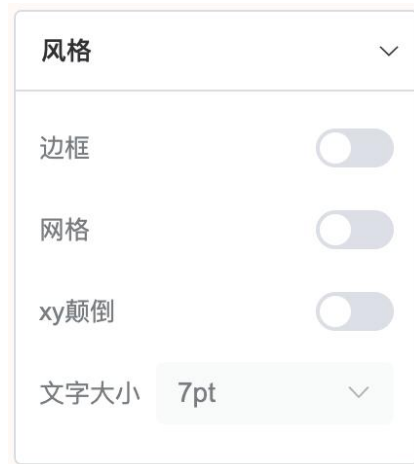 风格
边框
网格
xy颠倒
文字大小 7pt